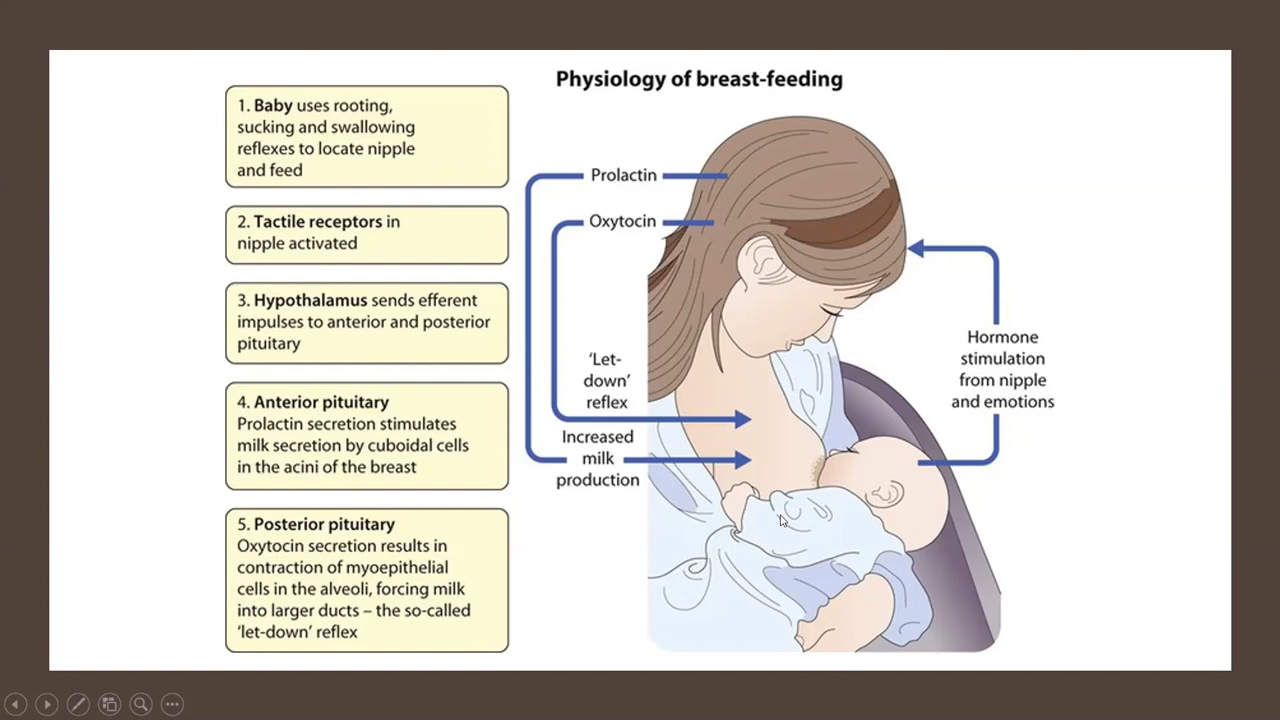 Physiology of breast-feeding
1. Baby uses rooting,
sucking and swallowing
reflexes to locate nipple
and feed
2. Tactile receptors in
nipple activated
3. Hypothalamus sends efferent
impulses to anterior and posterior
pituitary
4. Anterior pituitary
Prolactin secretion stimulates
milk secretion by cuboidal cells
in the acini of the breast
5. Posterior pituitary
Oxytocin secretion results in
contraction of myoepithelial
cells in the alveoli, forcing milk
into larger ducts – the so-called
‘let-down’ reflex
Prolactin
Oxytocin
‘Let-
down’
reflex
Increased
milk
production
Hormone
stimulation
from nipple
and emotions